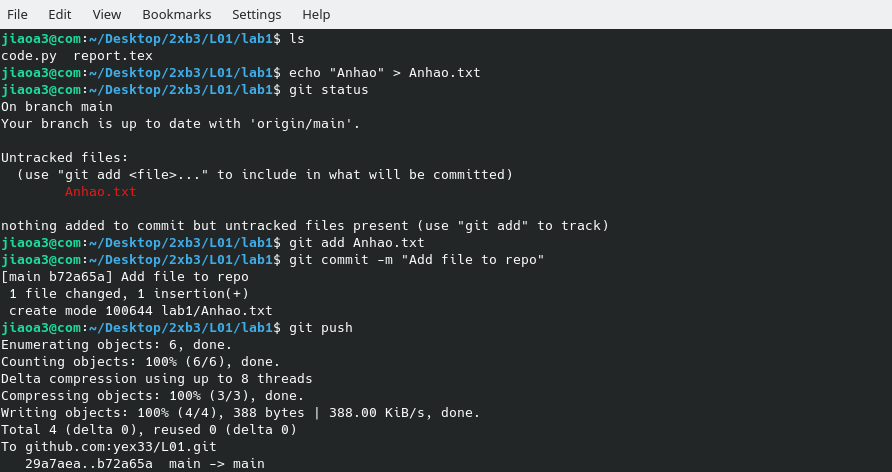 File Edit View Bookmarks Settings Help
jiaoa3@com:~/Desktop/2xb3/L01/lab1$ ls
code.py  report.tex
jiaoa3@com:~/Desktop/2xb3/L01/lab1$ echo "Anhao" > Anhao.txt
jiaoa3@com:~/Desktop/2xb3/L01/lab1$ git status
On branch main
Your branch is up to date with 'origin/main'.
Untracked files:
  (use "git add <file>..." to include in what will be committed)
        Anhao.txt
nothing added to commit but untracked files present (use "git add" to track)
jiaoa3@com:~/Desktop/2xb3/L01/lab1$ git add Anhao.txt
jiaoa3@com:~/Desktop/2xb3/L01/lab1$ git commit -m "Add file to repo"
[main b72a65a] Add file to repo
 1 file changed, 1 insertion(+)
 create mode 100644 lab1/Anhao.txt
jiaoa3@com:~/Desktop/2xb3/L01/lab1$ git push
Enumerating objects: 6, done.
Counting objects: 100% (6/6), done.
Delta compression using up to 8 threads
Compressing objects: 100% (3/3), done.
Writing objects: 100% (4/4), 388 bytes | 388.00 KiB/s, done.
Total 4 (delta 0), reused 0 (delta 0)
To github.com:yex33/L01.git
   29a7aea..b72a65a  main -> main